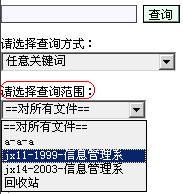 查询
请选择查询方式：
任意关键词
请选择查询范围：
==对所有文件==
==对所有文件==
a-a-a
jx11-1999-信息管理系
jx14-2003-信息管理系
回收站